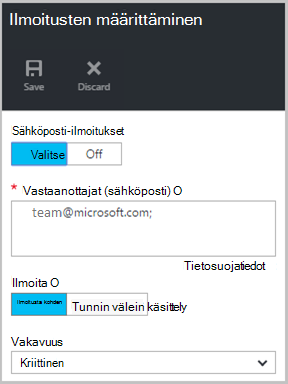 Ilmoitusten määrittäminen
Save Discard
Sähköposti-ilmoitukset
Valitse Off
* Vastaanottajat (sähköposti) O
team@microsoft.com;
Tietosuojatiedot
Ilmoita O
Ilmoitusta kohden Tunnin välein käsittely
Vakavuus
Kriittinen